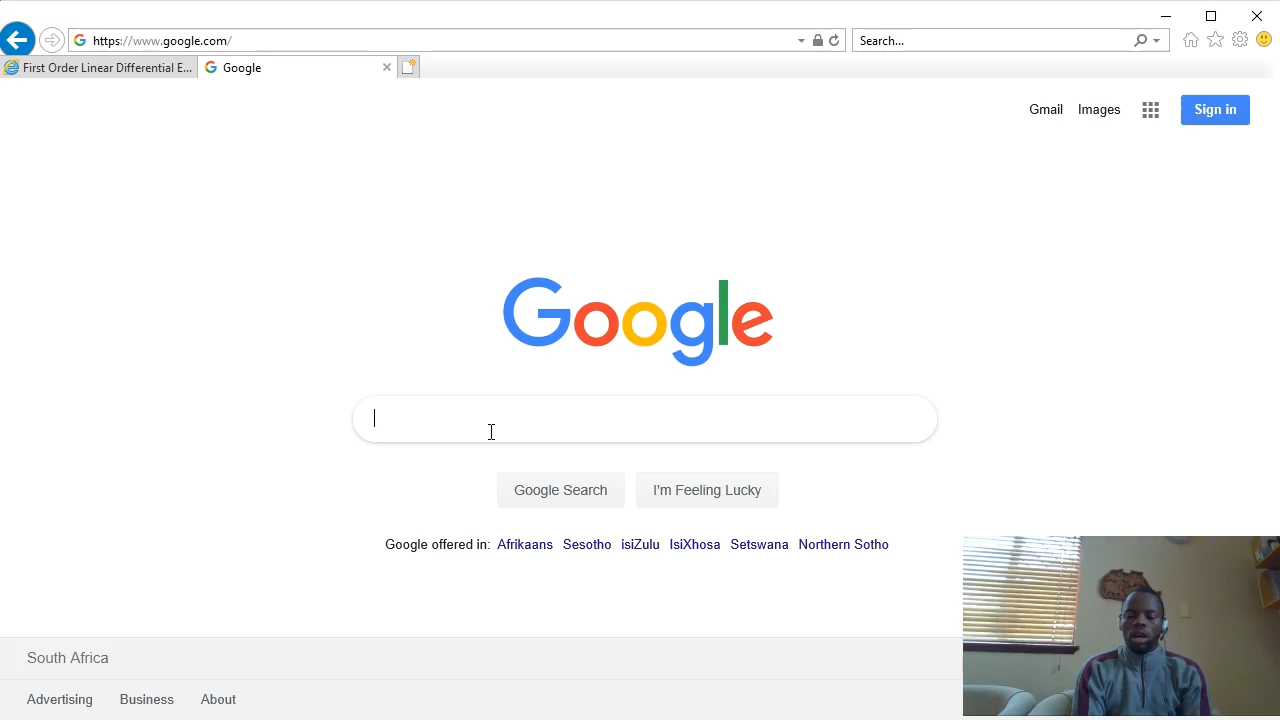 https://www.google.com/
Search...
First Order Linear Differential E...
Google
Gmail Images Sign in
Google
Google Search I'm Feeling Lucky
Google offered in: Afrikaans Sesotho isiZulu IsiXhosa Setswana Northern Sotho
South Africa
Advertising Business About